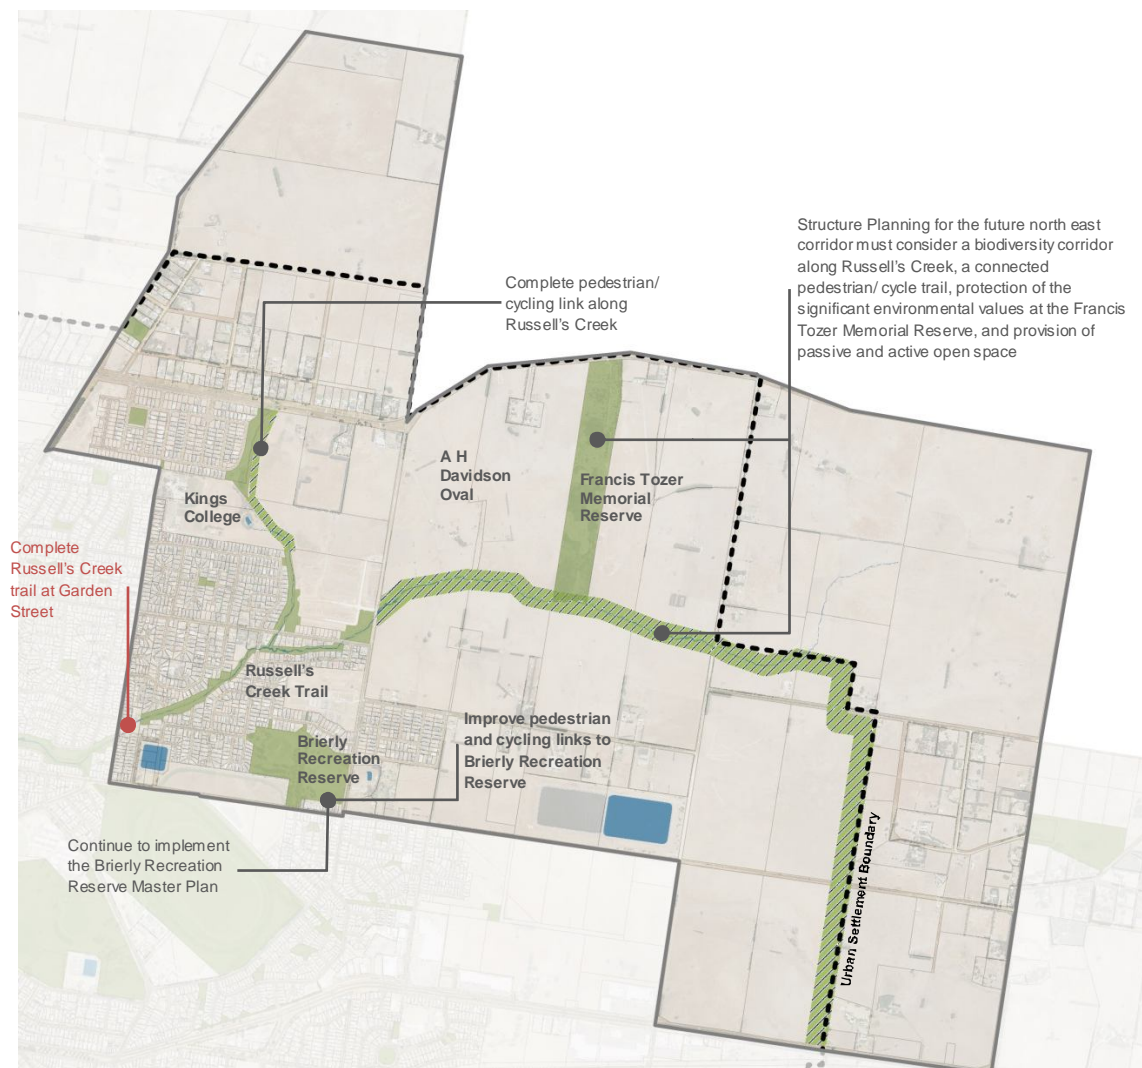 Structure Planning for the future north east
corridor must consider a biodiversity corridor
along Russell's Creek, a connected
pedestrian/ cycle trail, protection of the
significant environmental values at the Francis
Tozer Memorial Reserve, and provision of
passive and active open space
Complete pedestrian/
cycling link along
Russell's Creek
A H
Davidson
Oval
Francis Tozer
Memorial
Reserve
Kings
College
Complete
Russell's Creek
trail at Garden
Street
Russell's
Creek Trail
Improve pedestrian
and cycling links to
Brierly Recreation
Reserve
Brierly
Recreation
Reserve
Continue to implement
the Brierly Recreation
Reserve Master Plan
Urban Settlement Boundary